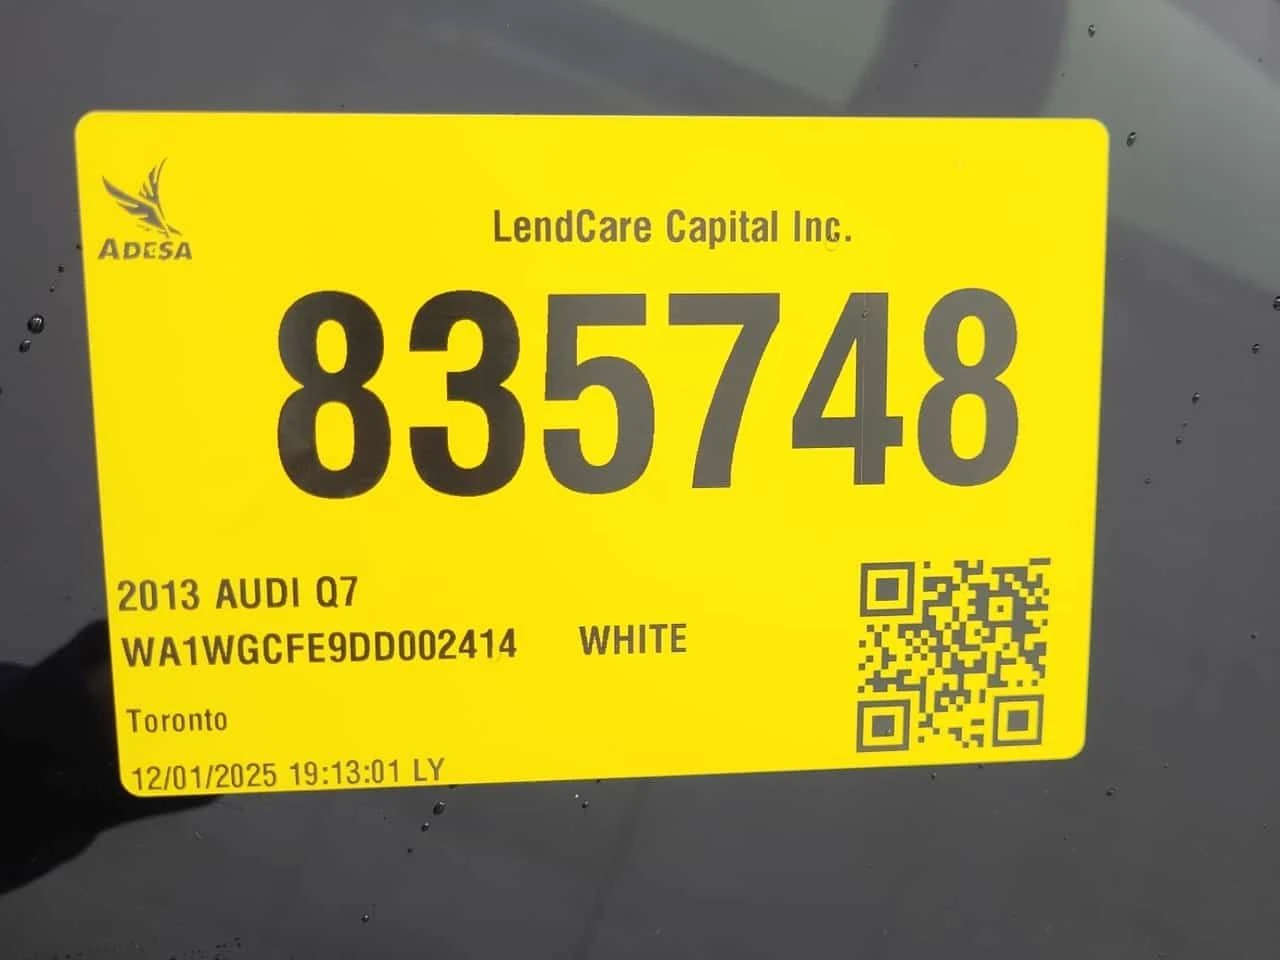 ADESA
LendCare Capital Inc.
835748
2013 AUDI Q7
WA1WGCFE9DD002414 WHITE
Toronto
12/01/2025 19:13:01 LY